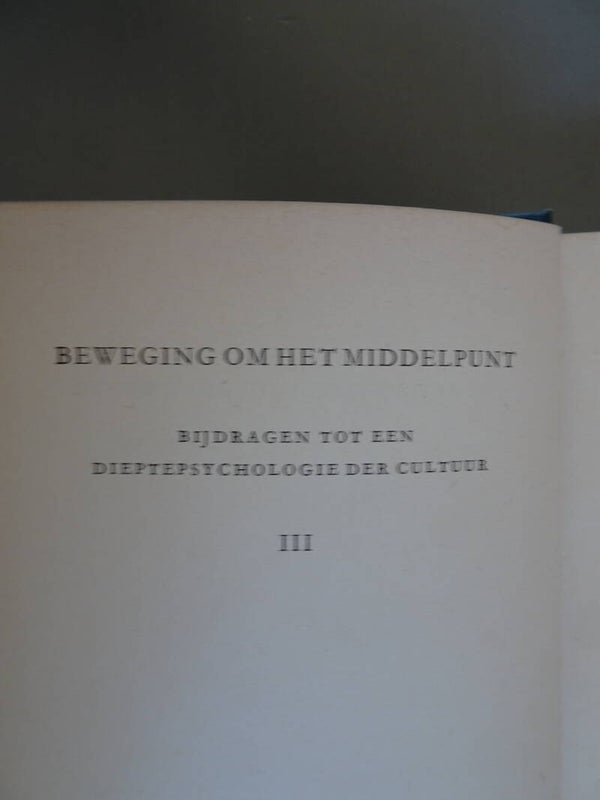 BEWEGING OM HET MIDDELPUNT
BIJDRAGEN TOT EEN
DIEPTEPSYCHOLOGIE DER CULTUUR
III